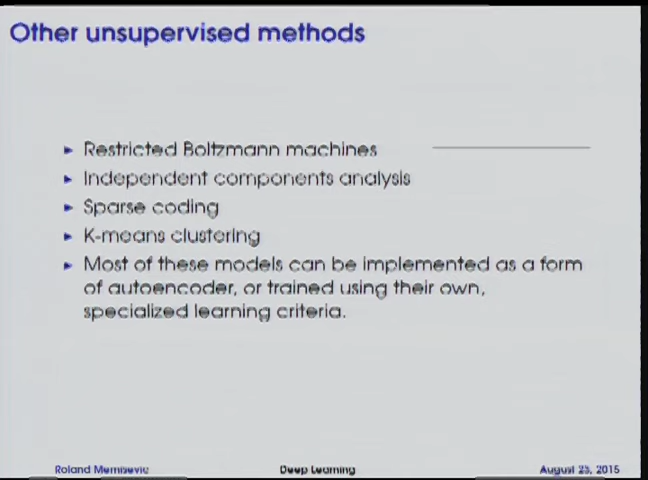 Other unsupervised methods
Restricted Boltzmann machines
Independent components analysis
Sparse coding
K-means clustering
Most of these models can be implemented as a form
of autoencoder, or trained using their own,
specialized learning criteria.
Roland Memisevic Deep Learning August 23, 2015